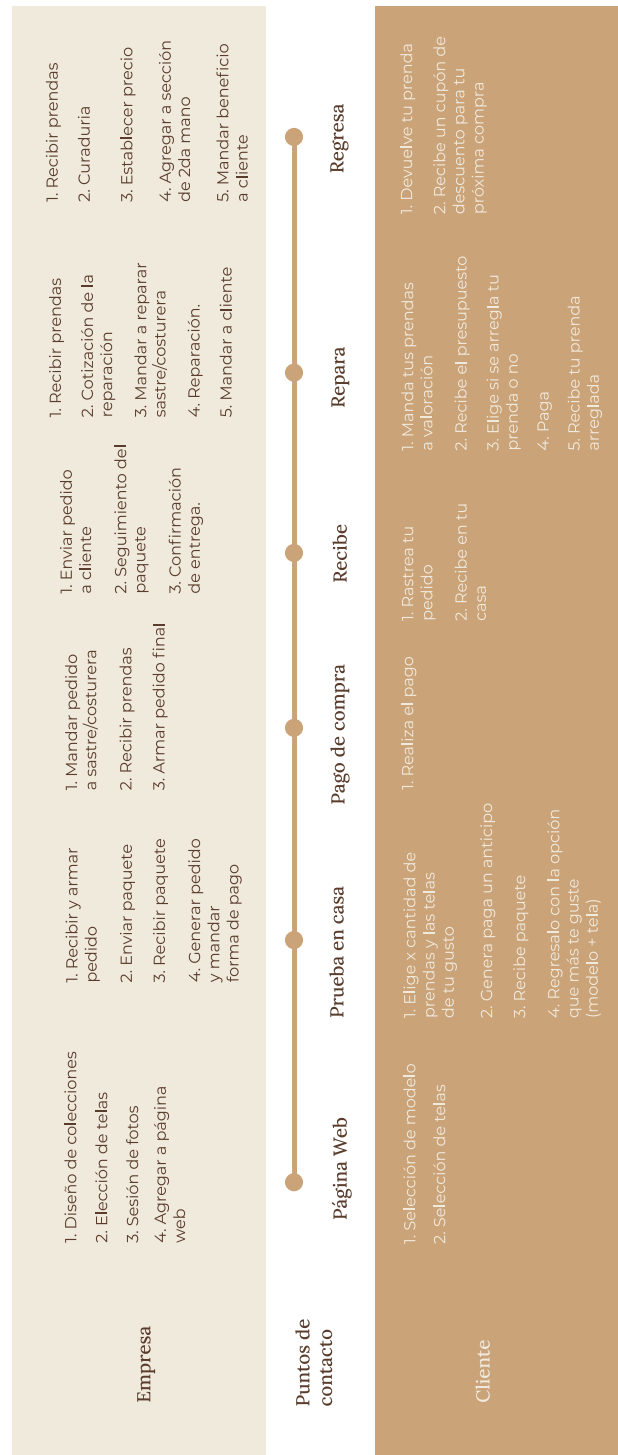 Empresa
1. Diseño de colecciones
2. Elección de telas
3. Sesión de fotos
4. Agregar a página
web
1. Recibir y armar
pedido
2. Enviar paquete
3. Recibir paquete
4. Generar pedido
y mandar
forma de pago
1. Mandar pedido
a sastre/costurera
2. Recibir prendas
3. Armar pedido final
1. Enviar pedido
a cliente
2. Seguimiento del
paquete
3. Confirmación
de entrega.
1. Recibir prendas
2. Cotización de la
reparación
3. Mandar a reparar
sastre/costurera
4. Reparación.
5. Mandar a cliente
1. Recibir prendas
2. Curaduria
3. Establecer precio
4. Agregar a sección
de 2da mano
5. Mandar beneficio
a cliente
Puntos de
contacto
Página Web
Prueba en casa
Pago de compra
Recibe
Repara
Regresa
Cliente
1. Selección de modelo
2. Selección de telas
1. Elige x cantidad de
prendas y las telas
de tu gusto
2. Genera paga un anticipo
3. Recibe paquete
4. Regresalo con la opción
que más te guste
(modelo + tela)
1. Realiza el pago
1. Rastrea tu
pedido
2. Recibe en tu
casa
1. Manda tus prendas
a valoración
2. Recibe el presupuesto
3. Elige si se arregla tu
prenda o no
4. Paga
5. Recibe tu prenda
arreglada
1. Devuelve tu prenda
2. Recibe un cupón de
descuento para tu
próxima compra